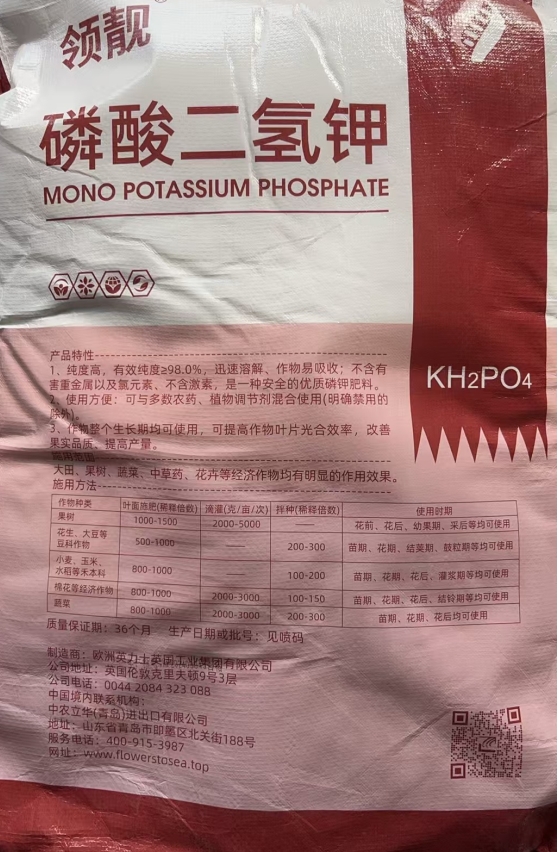 领靓
磷酸二氢钾
MONO POTASSIUM PHOSPHATE
KH2PO4
产品特性
1、纯度高，有效纯度≥98.0%，迅速溶解、作物易吸收；不含有
害重金属以及氯元素、不含激素，是一种安全的优质磷钾肥料。
2、使用方便：可与多数农药、植物调节剂混合使用(明确禁用的
除外)。
3、作物整个生长期均可使用，可提高作物叶片光合效率，改善
果实品质、提高产量。
适用范围
大田、果树、蔬菜、中草药、花卉等经济作物均有明显的作用效果。
施用方法
作物种类 叶面施肥(稀释倍数) 滴灌(克/亩/次) 拌种(稀释倍数) 使用时期
果树 1000-1500 2000-5000 —— 花前、花后、幼果期、采后等均可使用
花生、大豆等
豆科作物 500-1000 —— 200-300 苗期、花期、结荚期、鼓粒期等均可使用
小麦、玉米、
水稻等禾本科 800-1000 —— 100-200 苗期、花期、花后、灌浆期等均可使用
棉花等经济作物 800-1000 2000-3000 100-150 苗期、花期、花后、结铃期等均可使用
蔬菜 800-1000 2000-3000 200-300 苗期、花期、花后均可使用
质量保证期：36个月 生产日期或批号：见喷码
制造商：欧洲英力士英国工业集团有限公司
公司地址：英国伦敦克里夫顿9号3层
公司电话：0044 2084 323 088
中国境内联系机构：
中农立华(青岛)进出口有限公司
地址：山东省青岛市即墨区北关街188号
服务电话：400-915-3987
网址：www.flowerstosea.top